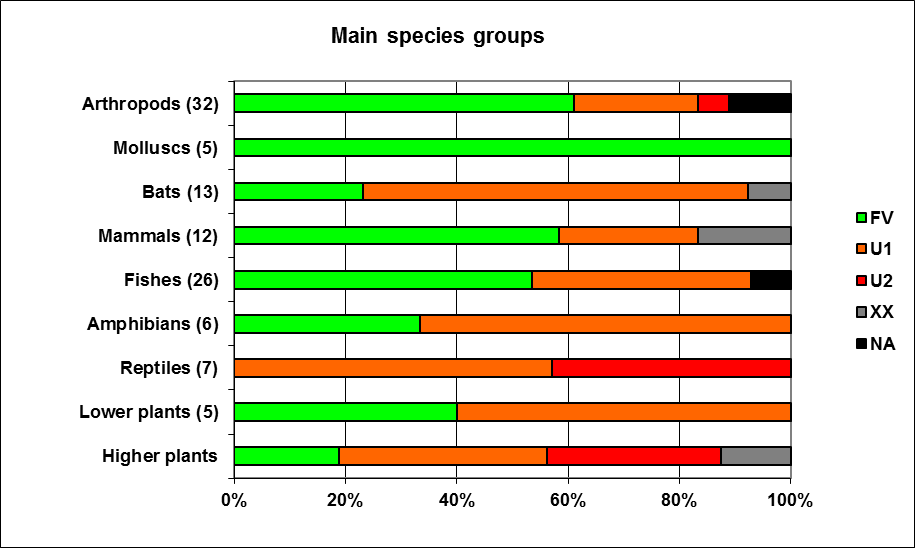 Main species groups
Arthropods (32)
Molluscs (5)
Bats (13)
Mammals (12)
Fishes (26)
Amphibians (6)
Reptiles (7)
Lower plants (5)
Higher plants
0% 20% 40% 60% 80% 100%
FV
U1
U2
XX
NA